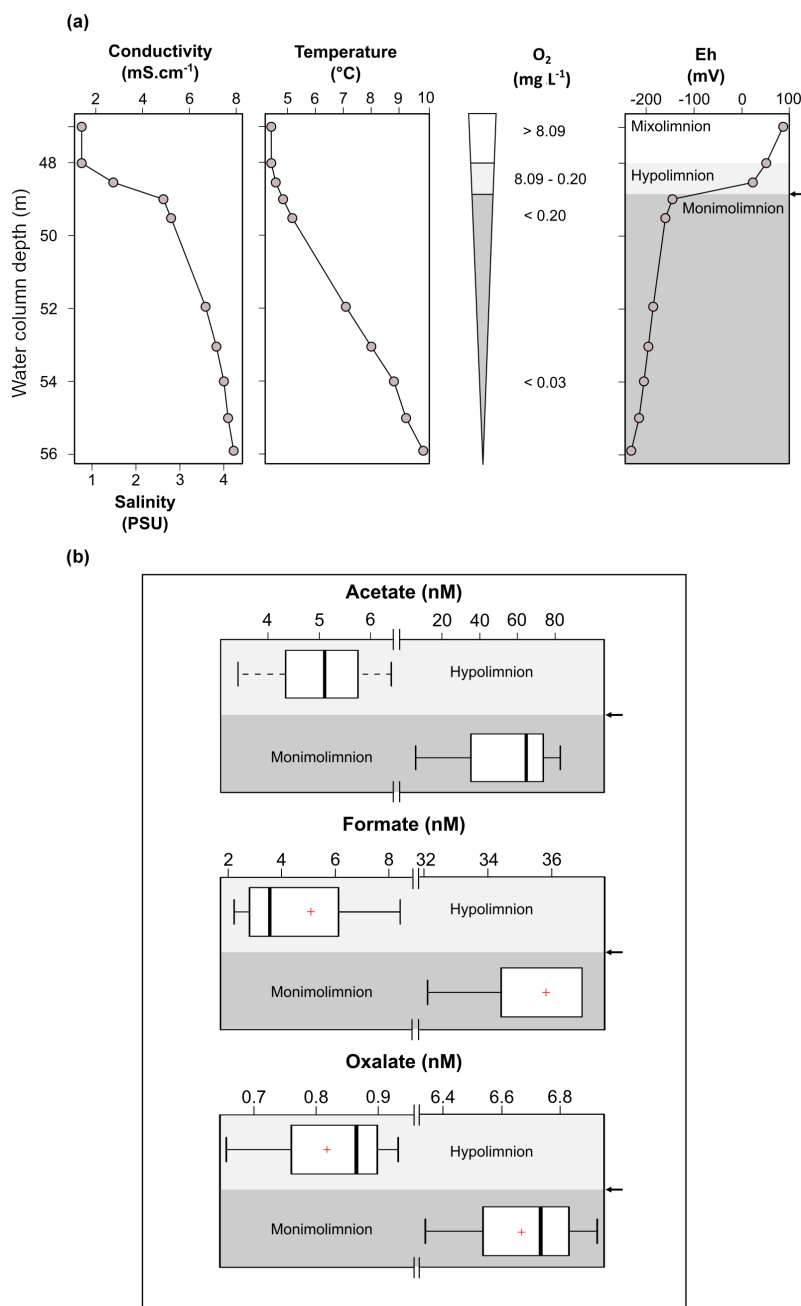 (a)
Conductivity
(mS.cm⁻¹)
Temperature
(°C)
O₂
(mg L⁻¹)
Eh
(mV)
2 4 6 8
5 6 7 8 9 10
-200 -100 0 100
> 8.09
Mixolimnion
48
8.09 - 0.20
Hypolimnion
< 0.20
Monimolimnion
50
52
54
< 0.03
56
Water column depth (m)
1 2 3 4
Salinity
(PSU)
(b)
Acetate (nM)
4 5 6 20 40 60 80
Hypolimnion
Monimolimnion
Formate (nM)
2 4 6 8 32 34 36
Hypolimnion
Monimolimnion
Oxalate (nM)
0.7 0.8 0.9 6.4 6.6 6.8
Hypolimnion
Monimolimnion